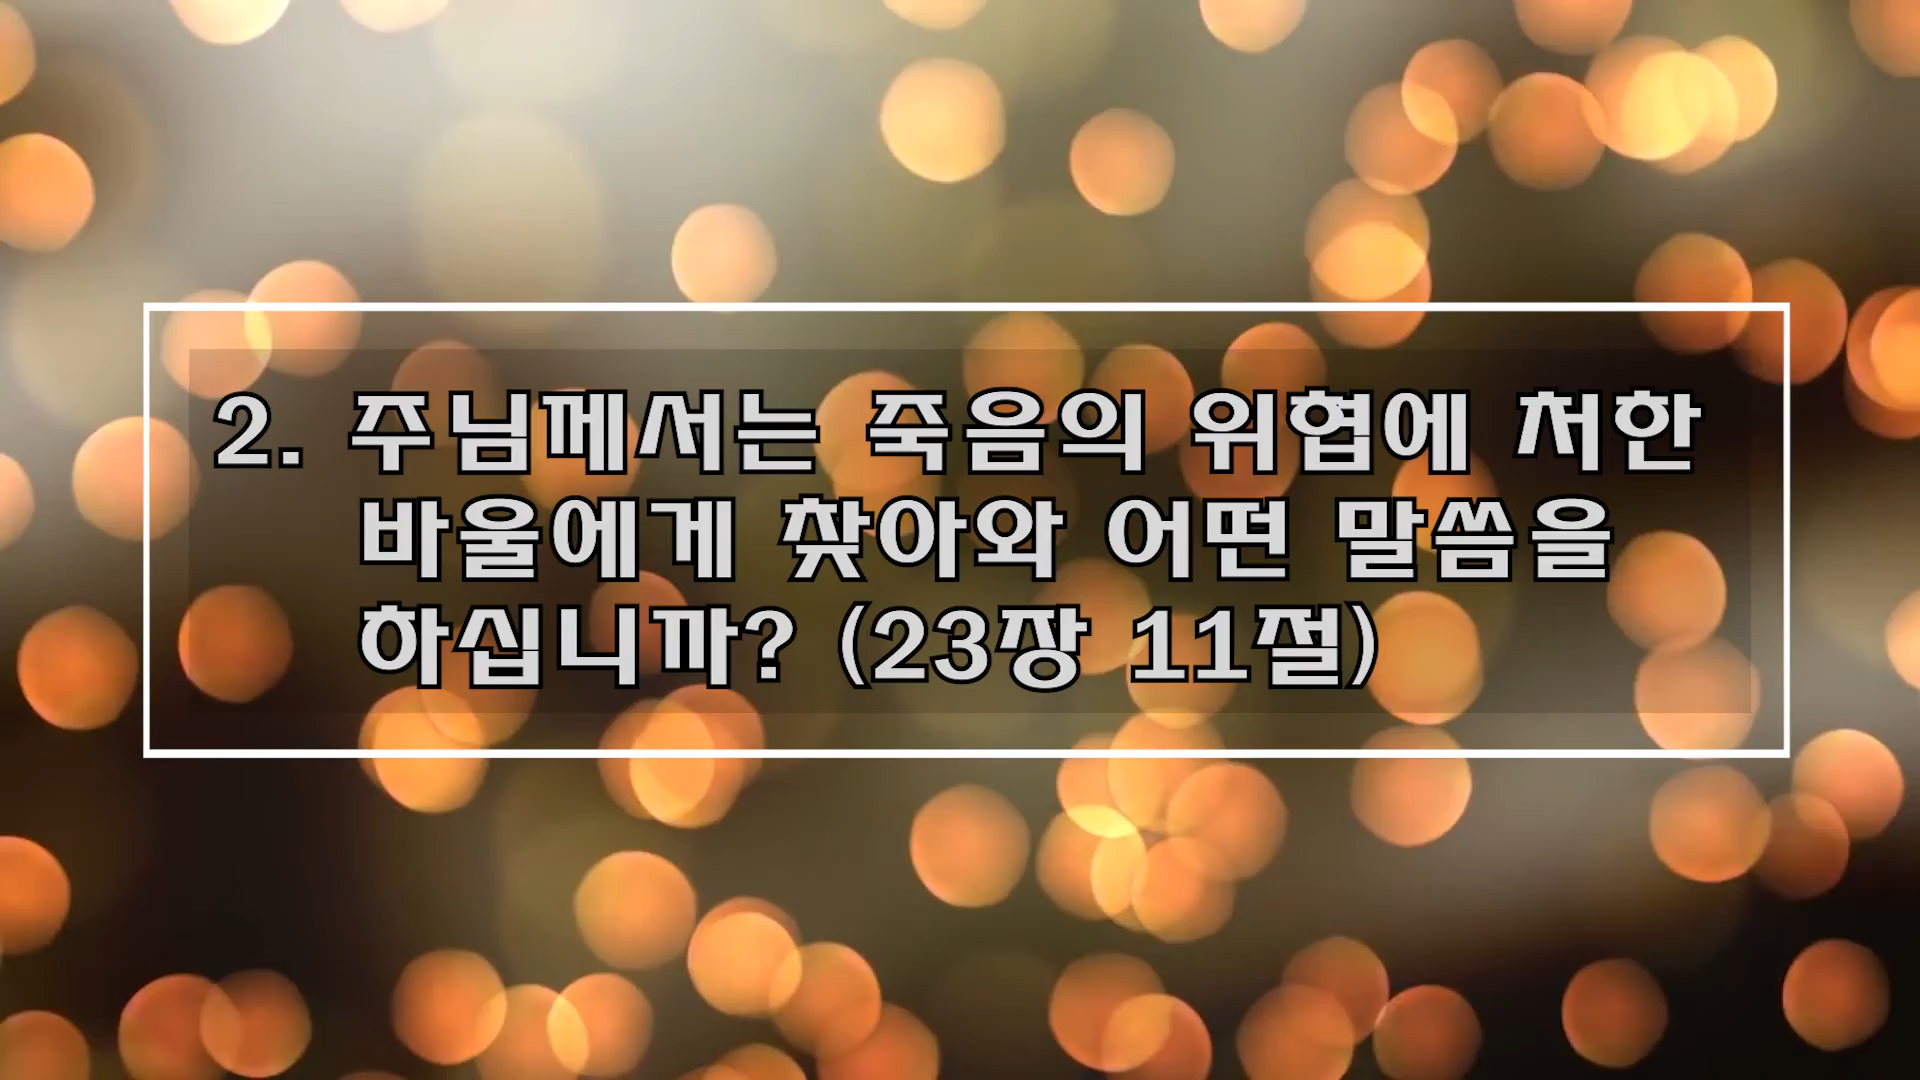 2. 주님께서는 죽음의 위협에 처한
바울에게 찾아와 어떤 말씀을
하십니까? (23장 11절)